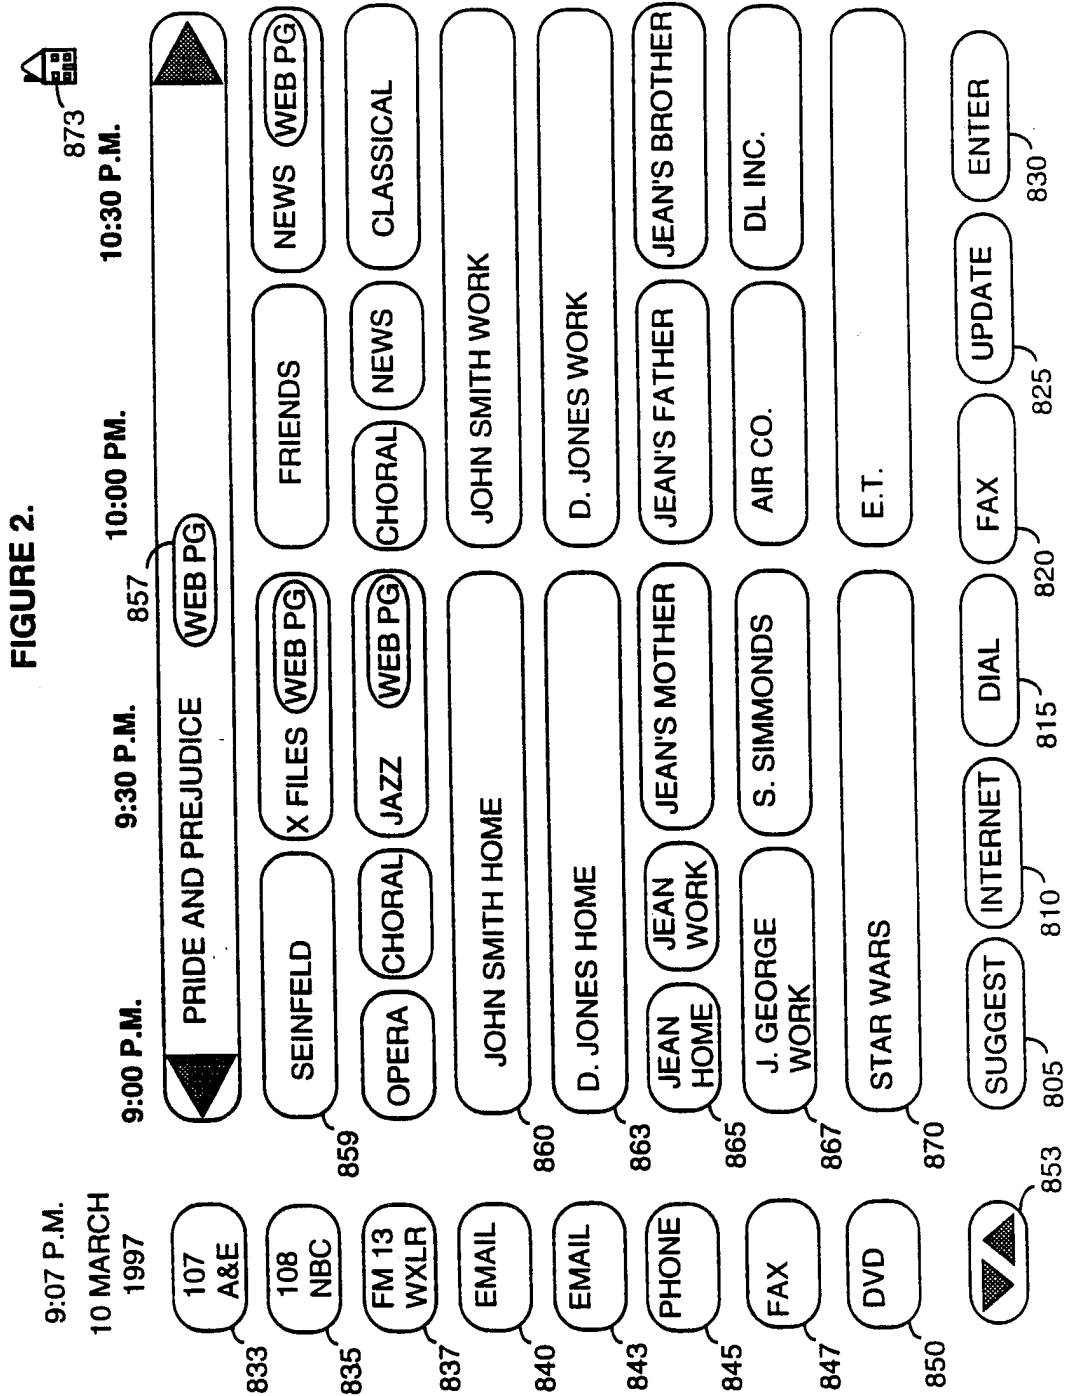 FIGURE 2.
9:07 P.M.
10 MARCH
1997
9:00 P.M.
9:30 P.M.
10:00 PM.
10:30 P.M.
873
857
107
A&E
833
PRIDE AND PREJUDICE
WEB PG
108
NBC
835
SEINFELD
859
X FILES
WEB PG
FRIENDS
NEWS
WEB PG
FM 13
WXLR
837
OPERA
CHORAL
JAZZ
WEB PG
CHORAL
NEWS
CLASSICAL
EMAIL
840
JOHN SMITH HOME
860
JOHN SMITH WORK
EMAIL
843
D. JONES HOME
863
D. JONES WORK
PHONE
845
JEAN
HOME
865
JEAN
WORK
JEAN'S MOTHER
JEAN'S FATHER
JEAN'S BROTHER
FAX
847
J. GEORGE
WORK
867
S. SIMMONDS
AIR CO.
DL INC.
DVD
850
STAR WARS
870
E.T.
853
SUGGEST
805
INTERNET
810
DIAL
815
FAX
820
UPDATE
825
ENTER
830